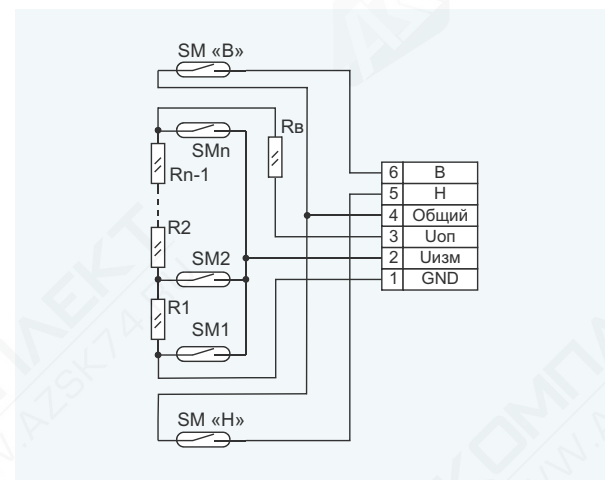 SM «В»
Rв
SMn
Rn-1
R2
SM2
R1
SM1
SM «Н»
6 В
5 Н
4 Общий
3 Uоп
2 Uизм
1 GND